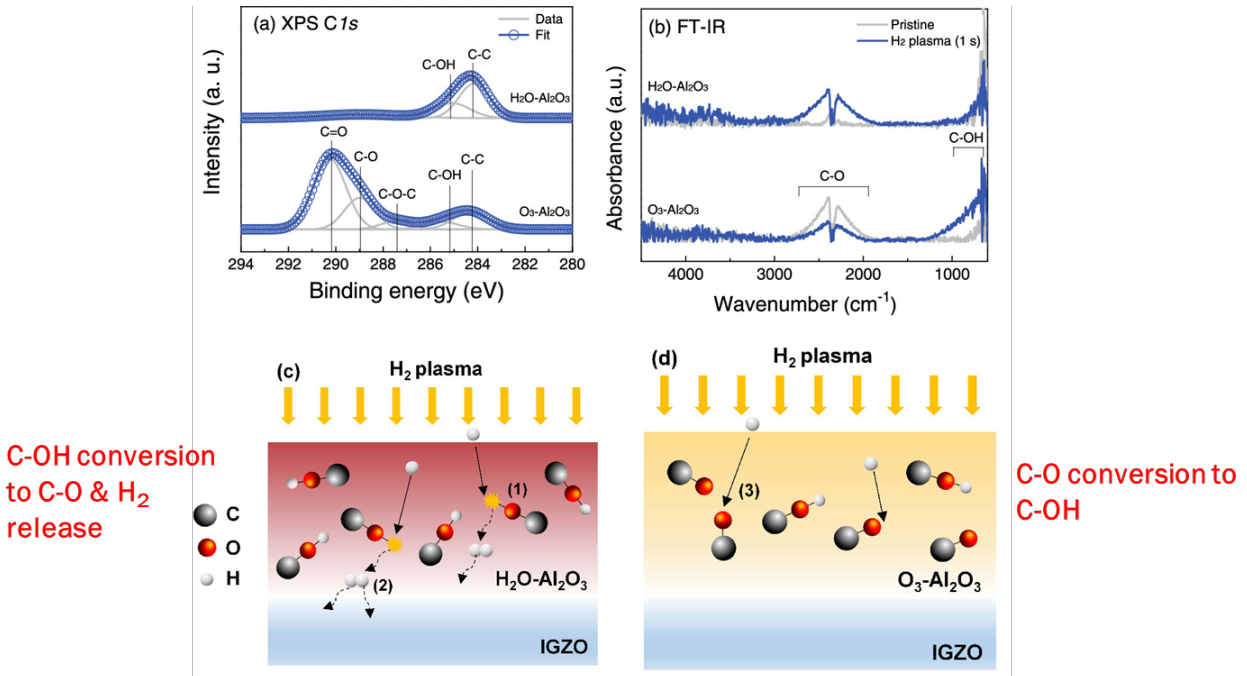 (a) XPS C1s
Data
Fit
C-OH
C-C
H₂O-Al₂O₃
C=O
C-O
C-O-C
C-OH
C-C
O₃-Al₂O₃
Intensity (a. u.)
294 292 290 288 286 284 282 280
Binding energy (eV)
(b) FT-IR
Pristine
H₂ plasma (1 s)
H₂O-Al₂O₃
C-OH
C-O
O₃-Al₂O₃
Absorbance (a.u.)
4000 3000 2000 1000
Wavenumber (cm⁻¹)
C-OH conversion
to C-O & H₂
release
C
O
H
(c)
H₂ plasma
(1)
(2)
H₂O-Al₂O₃
IGZO
(d)
H₂ plasma
(3)
O₃-Al₂O₃
IGZO
C-O conversion to
C-OH